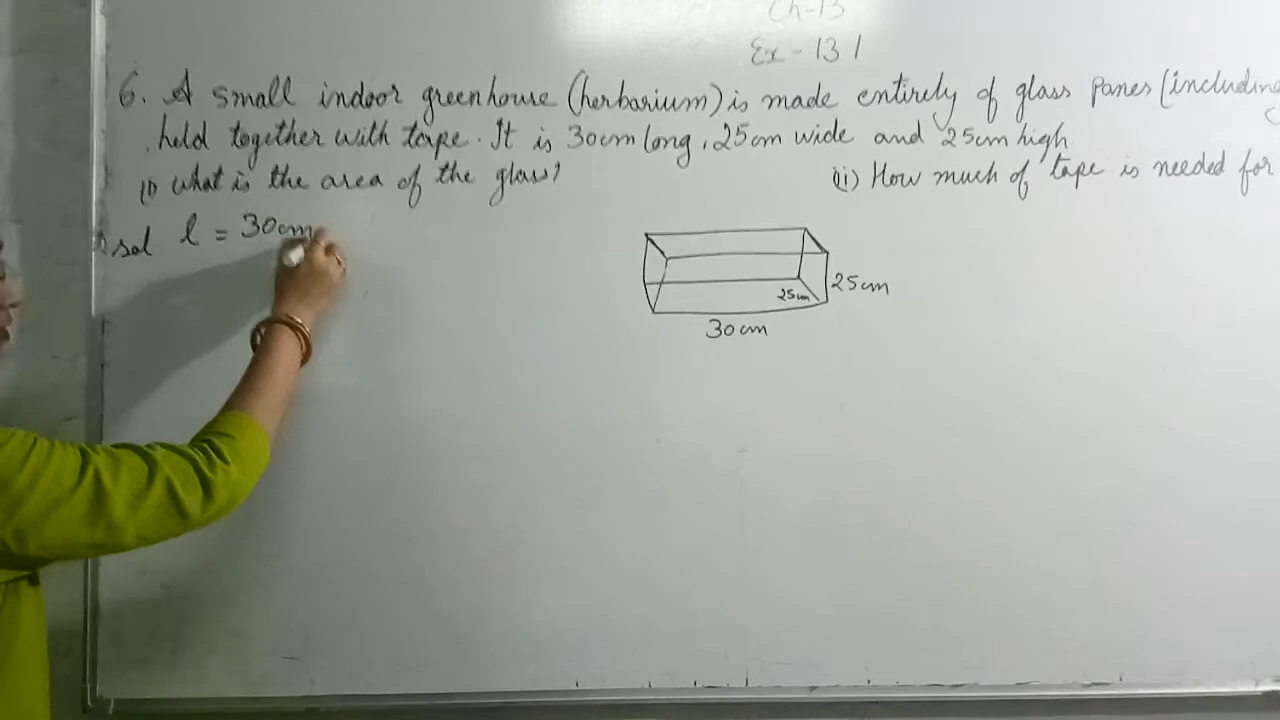 Ch-13
Ex - 13 1
6. A small indoor greenhouse (herbarium) is made entirely of glass panes (including
held together with tape. It is 30cm long, 25cm wide and 25cm high
(i) what is the area of the glass?
(ii) How much of tape is needed for
sol l = 30cm
25cm
25cm
30cm